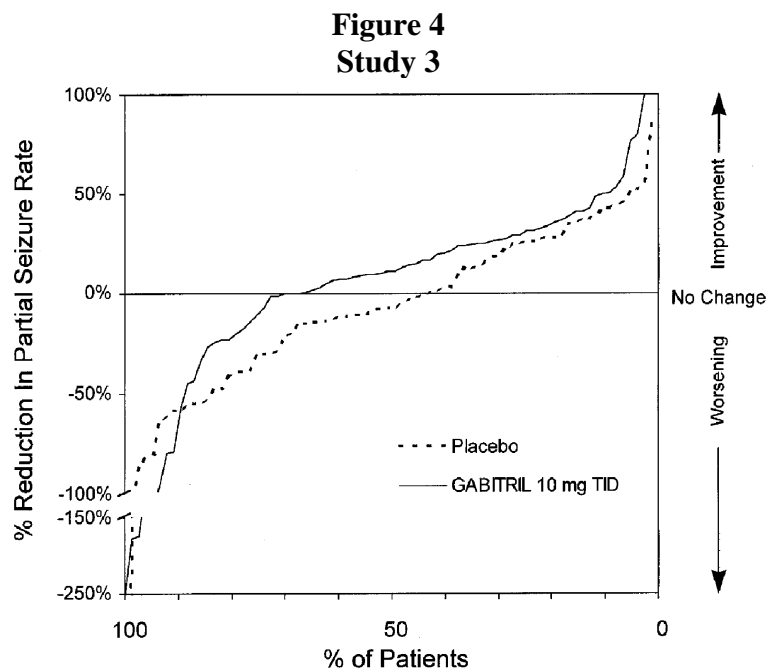 Figure 4
Study 3
% Reduction In Partial Seizure Rate
100%
50%
0%
-50%
-100%
-150%
-250%
Placebo
GABITRIL 10 mg TID
100
50
0
% of Patients
Improvement
No Change
Worsening